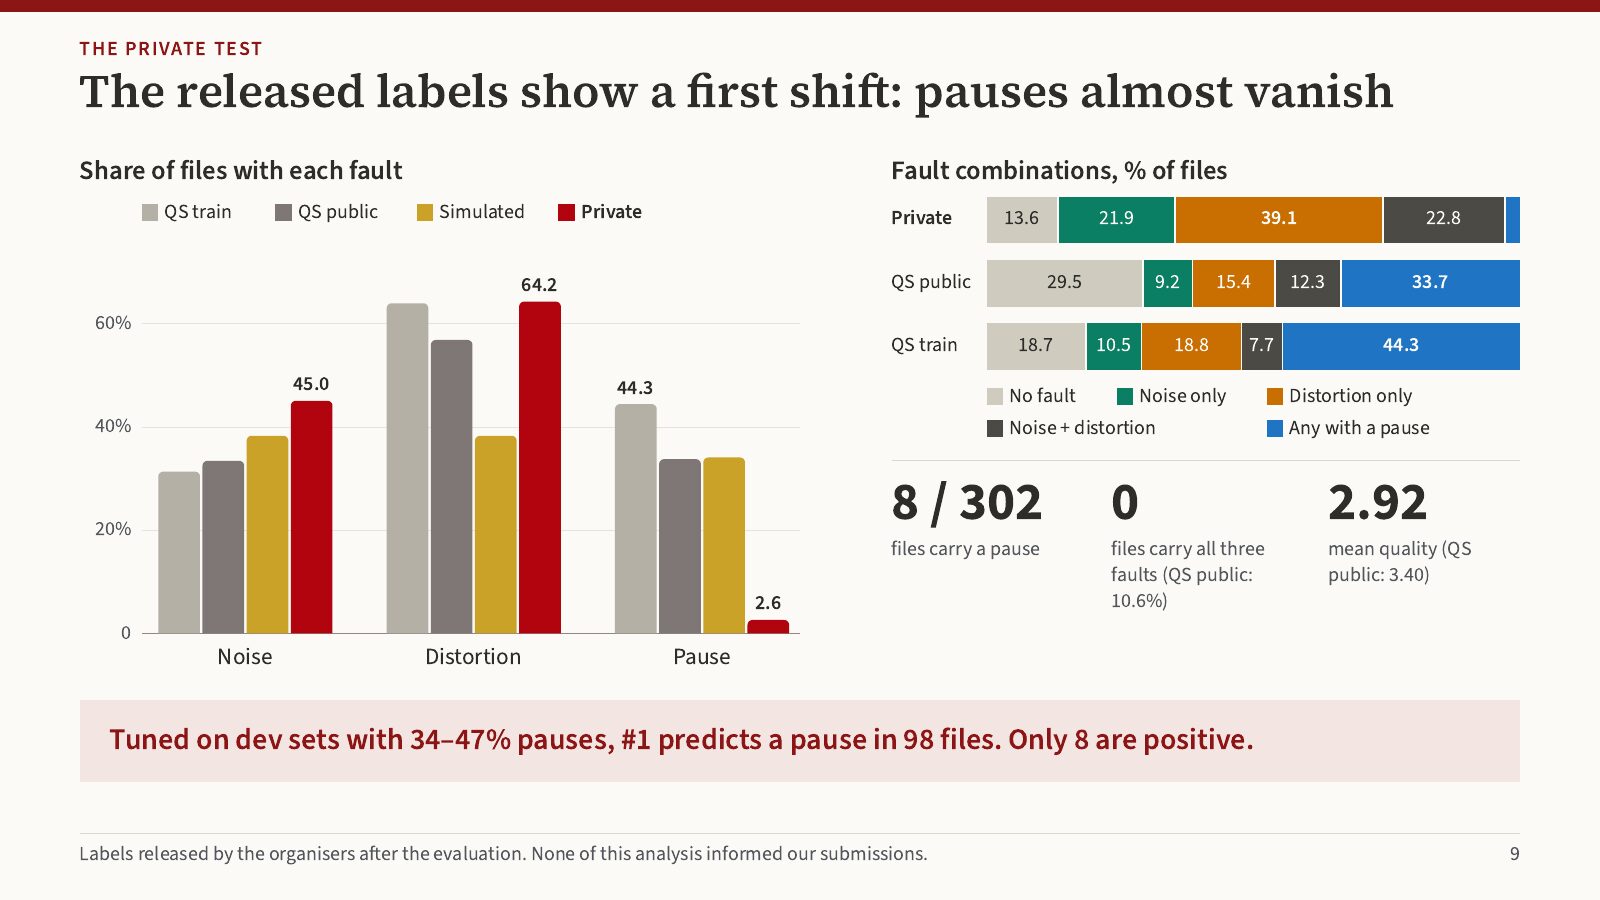 THE PRIVATE TEST
The released labels show a first shift: pauses almost vanish
Share of files with each fault
QS train QS public Simulated Private
60%
40%
20%
0
45.0
64.2
44.3
2.6
Noise Distortion Pause
Fault combinations, % of files
Private 13.6 21.9 39.1 22.8
QS public 29.5 9.2 15.4 12.3 33.7
QS train 18.7 10.5 18.8 7.7 44.3
No fault Noise only Distortion only
Noise + distortion Any with a pause
8 / 302
files carry a pause
0
files carry all three
faults (QS public:
10.6%)
2.92
mean quality (QS
public: 3.40)
Tuned on dev sets with 34–47% pauses, #1 predicts a pause in 98 files. Only 8 are positive.
Labels released by the organisers after the evaluation. None of this analysis informed our submissions.
9